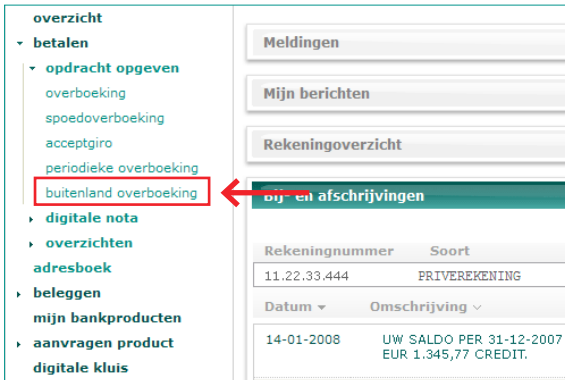 overzicht
betalen
opdracht opgeven
overboeking
spoedoverboeking
acceptgiro
periodieke overboeking
buitenland overboeking
digitale nota
overzichten
adresboek
beleggen
mijn bankproducten
aanvragen product
digitale kluis
Meldingen
Mijn berichten
Rekeningoverzicht
Bij- en afschrijvingen
Rekeningnummer Soort
11.22.33.444 PRIVEREKENING
Datum Omschrijving
14-01-2008 UW SALDO PER 31-12-2007
EUR 1.345,77 CREDIT.